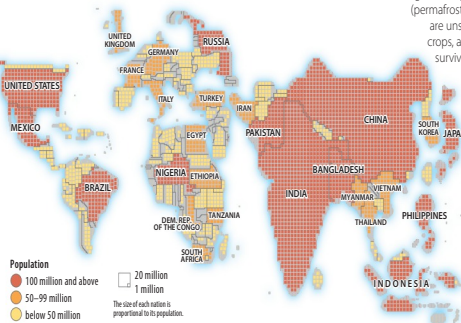 (permafrost
are uns
crops, a
surviv
UNITED
KINGDOM
RUSSIA
GERMANY
FRANCE
UNITED STATES
ITALY
TURKEY
IRAN
CHINA
MEXICO
EGYPT
PAKISTAN
SOUTH
KOREA
JAPA
NIGERIA
ETHIOPIA
BANGLADESH
BRAZIL
INDIA
MYANMAR
VIETNAM
DEM. REP.
OF THE CONGO
TANZANIA
PHILIPPINES
THAILAND
SOUTH
AFRICA
INDONESIA
Population
100 million and above
50–99 million
below 50 million
20 million
1 million
The size of each nation is
proportional to its population.